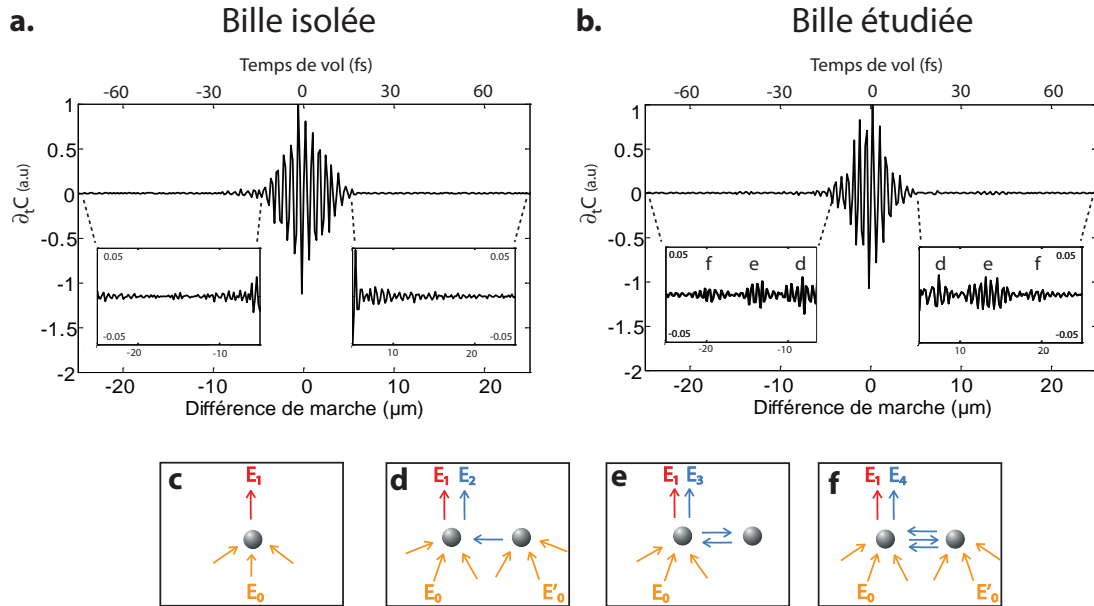 a. Bille isolée
Temps de vol (fs)
-60 -30 0 30 60
1
0.5
0
-0.5
-1
-1.5
-2
∂tC (a.u)
0.05
-0.05
-20 -10
0.05
-0.05
10 20
-20 -10 0 10 20
Différence de marche (µm)
b. Bille étudiée
Temps de vol (fs)
-60 -30 0 30 60
1
0.5
0
-0.5
-1
-1.5
-2
∂tC (a.u)
0.05
f e d
-0.05
-20 -10
d e f
0.05
-0.05
10 20
-20 -10 0 10 20
Différence de marche (µm)
c
E1
E0
d
E1 E2
E0 E'0
e
E1 E3
E0
f
E1 E4
E0 E'0